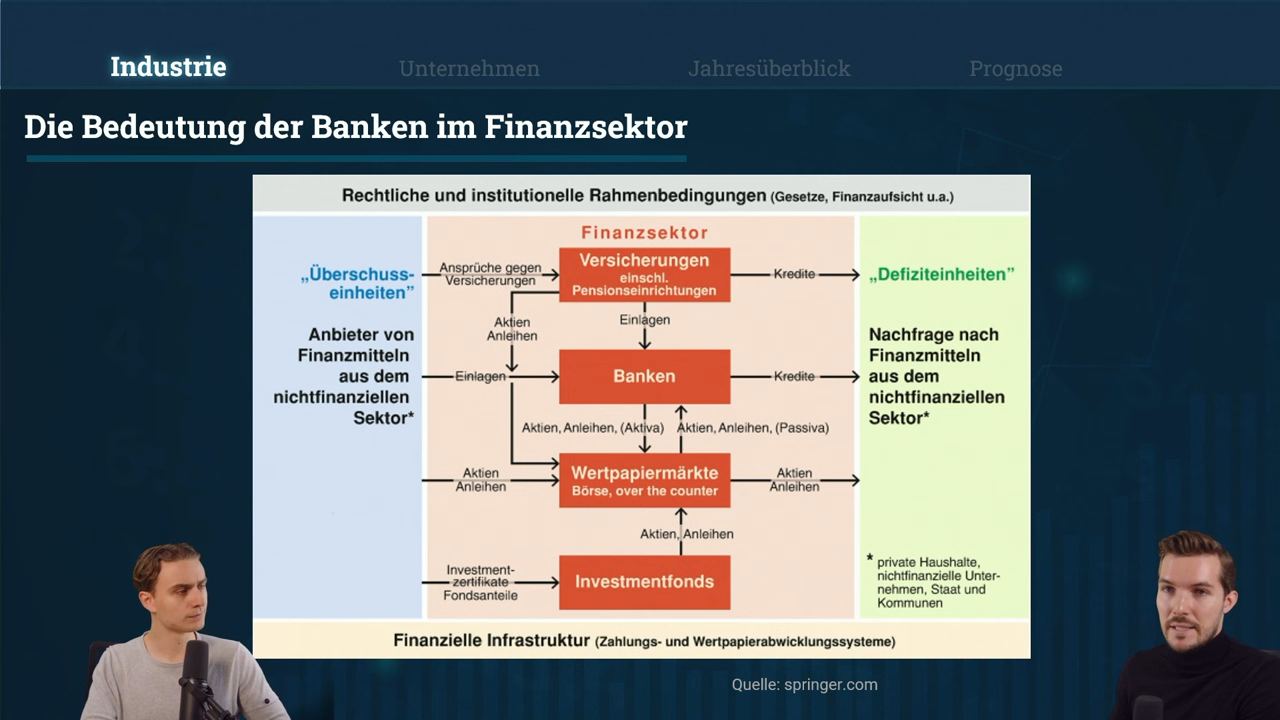 Industrie
Unternehmen
Jahresüberblick
Prognose
Die Bedeutung der Banken im Finanzsektor
Rechtliche und institutionelle Rahmenbedingungen (Gesetze, Finanzaufsicht u.a.)
„Überschuss-
einheiten”
Anbieter von
Finanzmitteln
aus dem
nichtfinanziellen
Sektor*
Finanzsektor
Ansprüche gegen
Versicherungen
Versicherungen
einschl.
Pensionseinrichtungen
Kredite
Aktien
Anleihen
Einlagen
Einlagen
Banken
Kredite
Aktien, Anleihen, (Aktiva)
Aktien, Anleihen, (Passiva)
Aktien
Anleihen
Wertpapiermärkte
Börse, over the counter
Aktien
Anleihen
Aktien, Anleihen
Investment-
zertifikate
Fondsanteile
Investmentfonds
„Defiziteinheiten”
Nachfrage nach
Finanzmitteln
aus dem
nichtfinanziellen
Sektor*
* private Haushalte,
nichtfinanzielle Unter-
nehmen, Staat und
Kommunen
Finanzielle Infrastruktur (Zahlungs- und Wertpapierabwicklungssysteme)
Quelle: springer.com